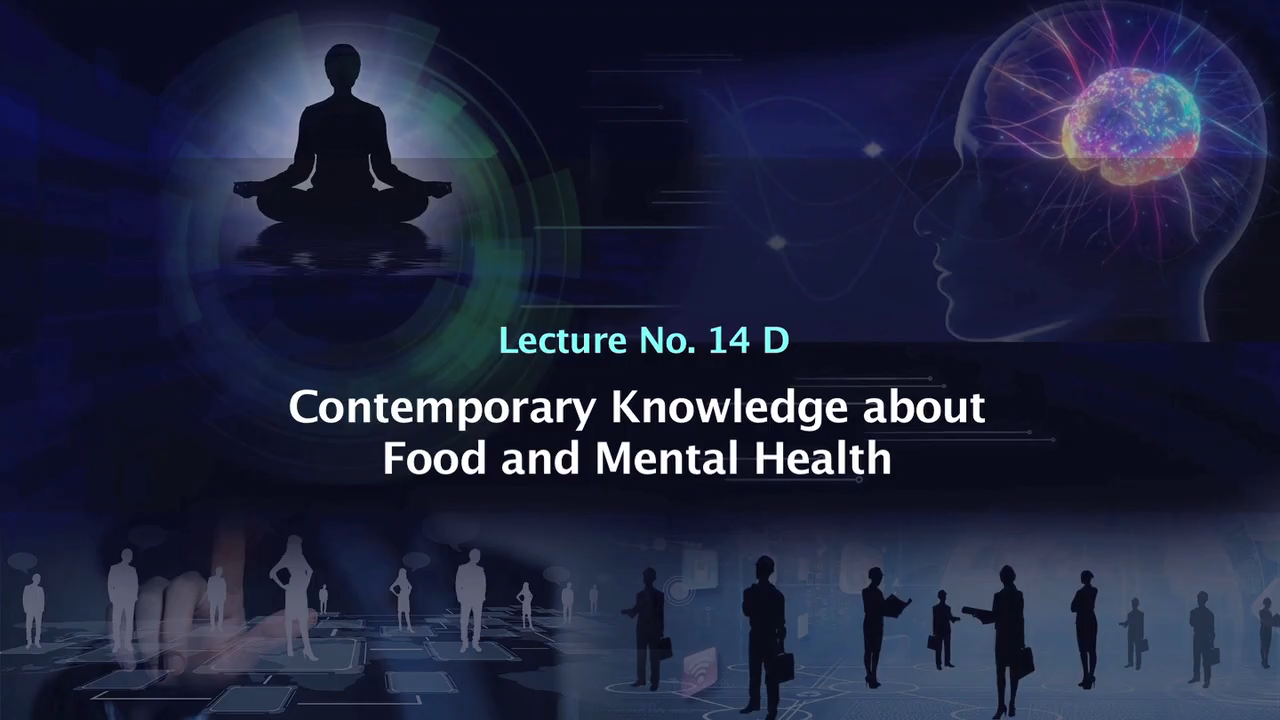 Lecture No. 14 D
Contemporary Knowledge about
Food and Mental Health